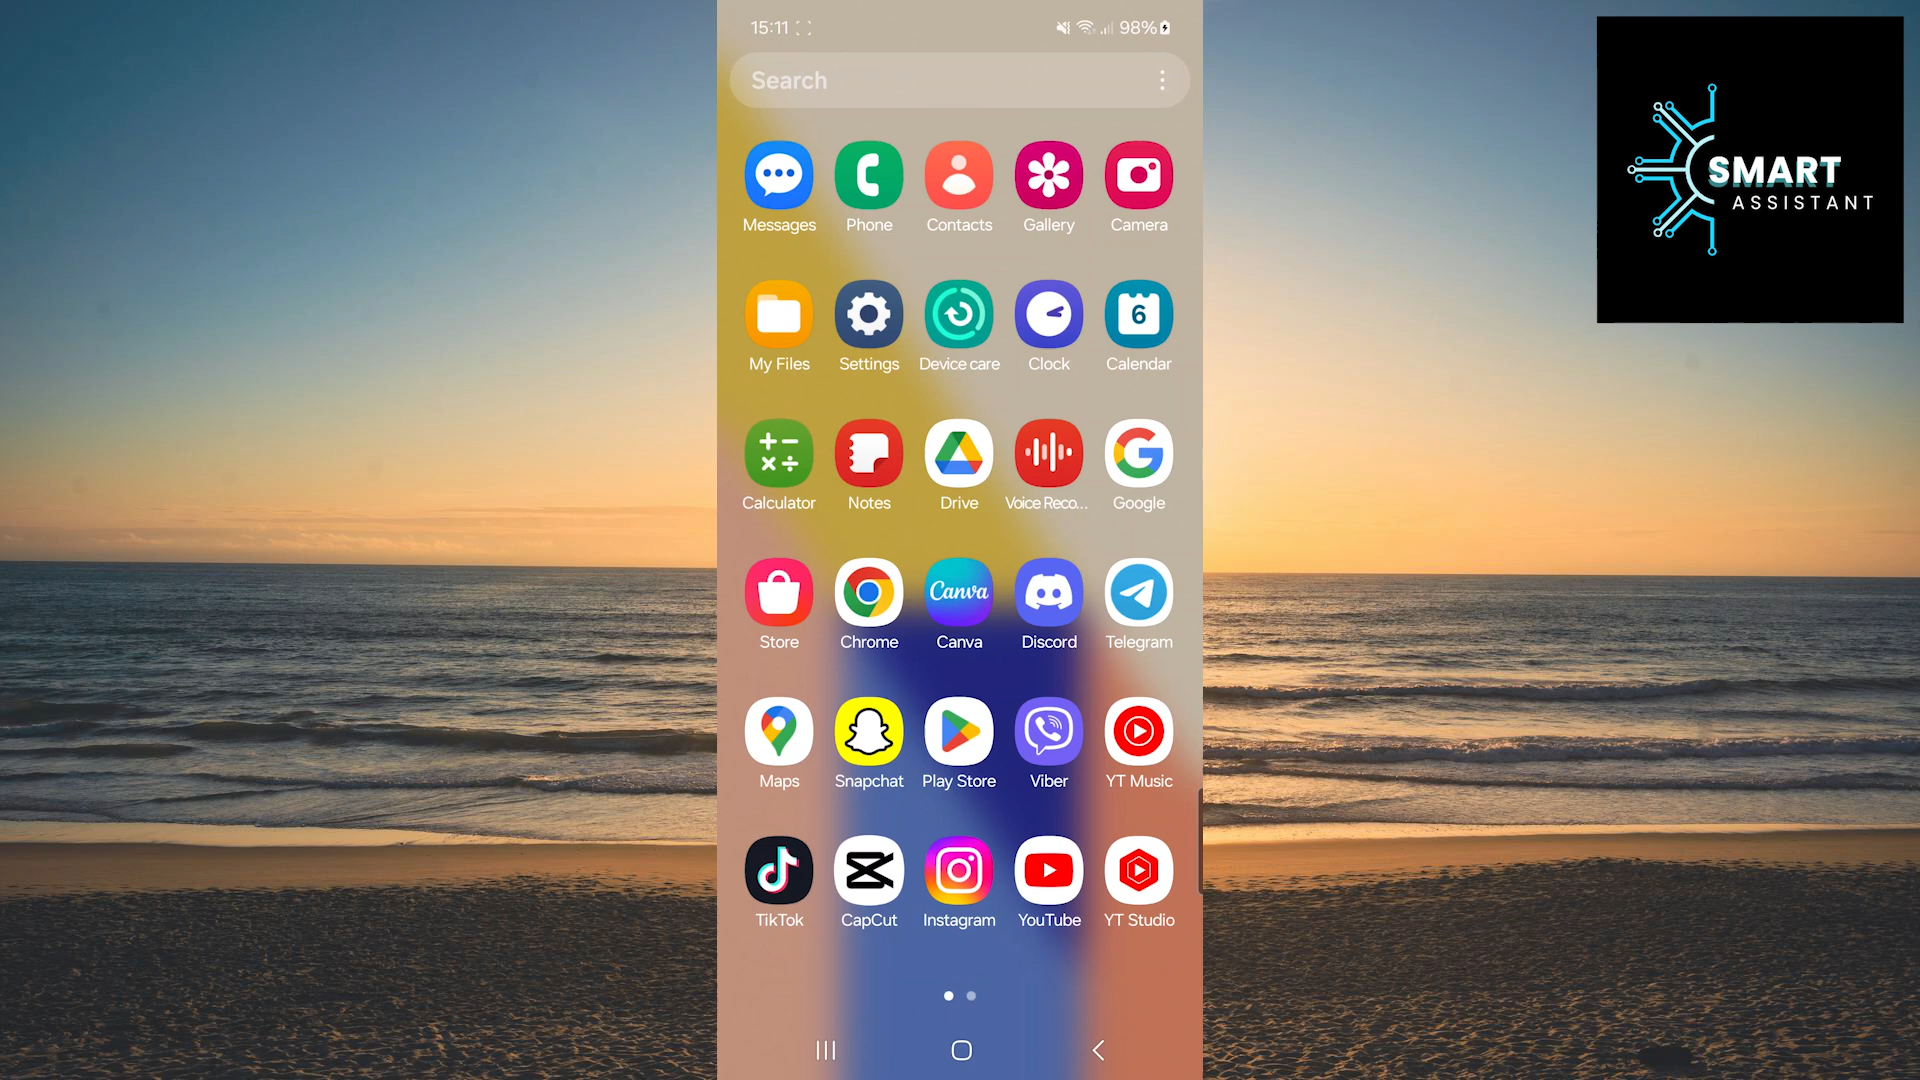 15:11
98%
Search
Messages
Phone
Contacts
Gallery
Camera
My Files
Settings
Device care
Clock
6
Calendar
Calculator
Notes
Drive
Voice Reco...
Google
Canva
Store
Chrome
Canva
Discord
Telegram
Maps
Snapchat
Play Store
Viber
YT Music
TikTok
CapCut
Instagram
YouTube
YT Studio
SMART
ASSISTANT